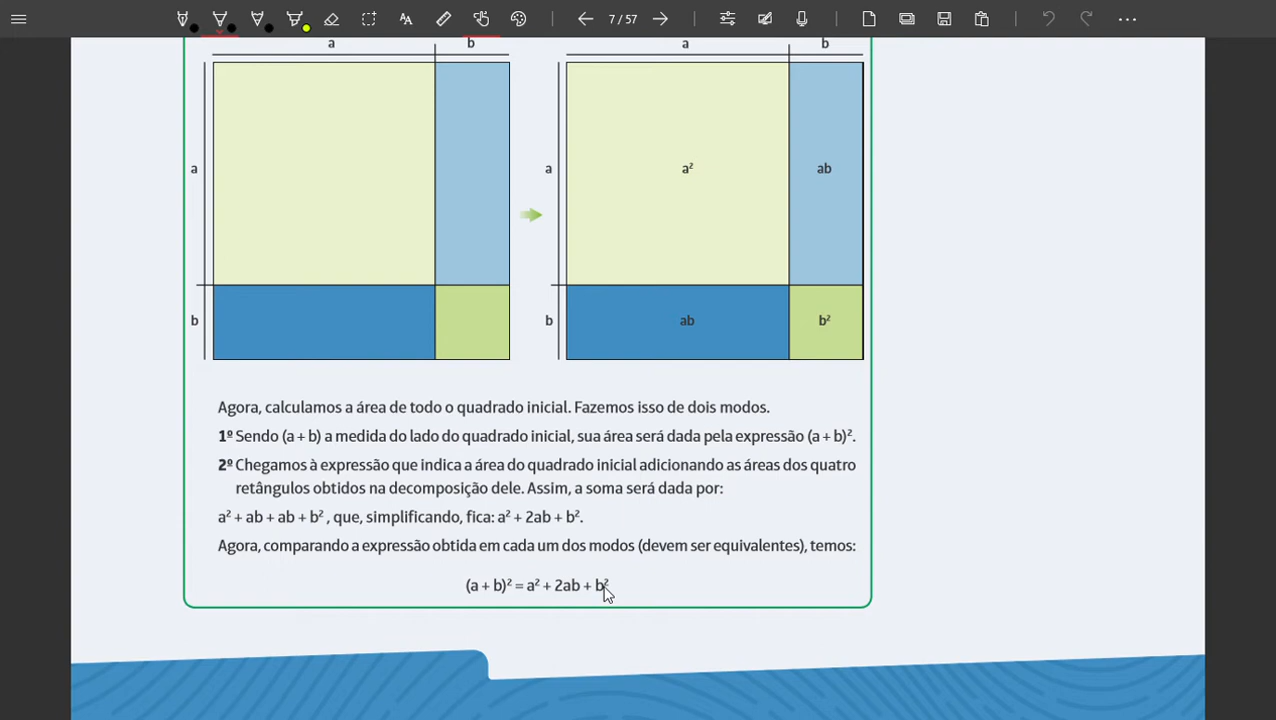 7 / 57
a b a b
a a a² ab
b b ab b²
Agora, calculamos a área de todo o quadrado inicial. Fazemos isso de dois modos.
1º Sendo (a + b) a medida do lado do quadrado inicial, sua área será dada pela expressão (a + b)².
2º Chegamos à expressão que indica a área do quadrado inicial adicionando as áreas dos quatro
retângulos obtidos na decomposição dele. Assim, a soma será dada por:
a² + ab + ab + b² , que, simplificando, fica: a² + 2ab + b².
Agora, comparando a expressão obtida em cada um dos modos (devem ser equivalentes), temos:
(a + b)² = a² + 2ab + b²